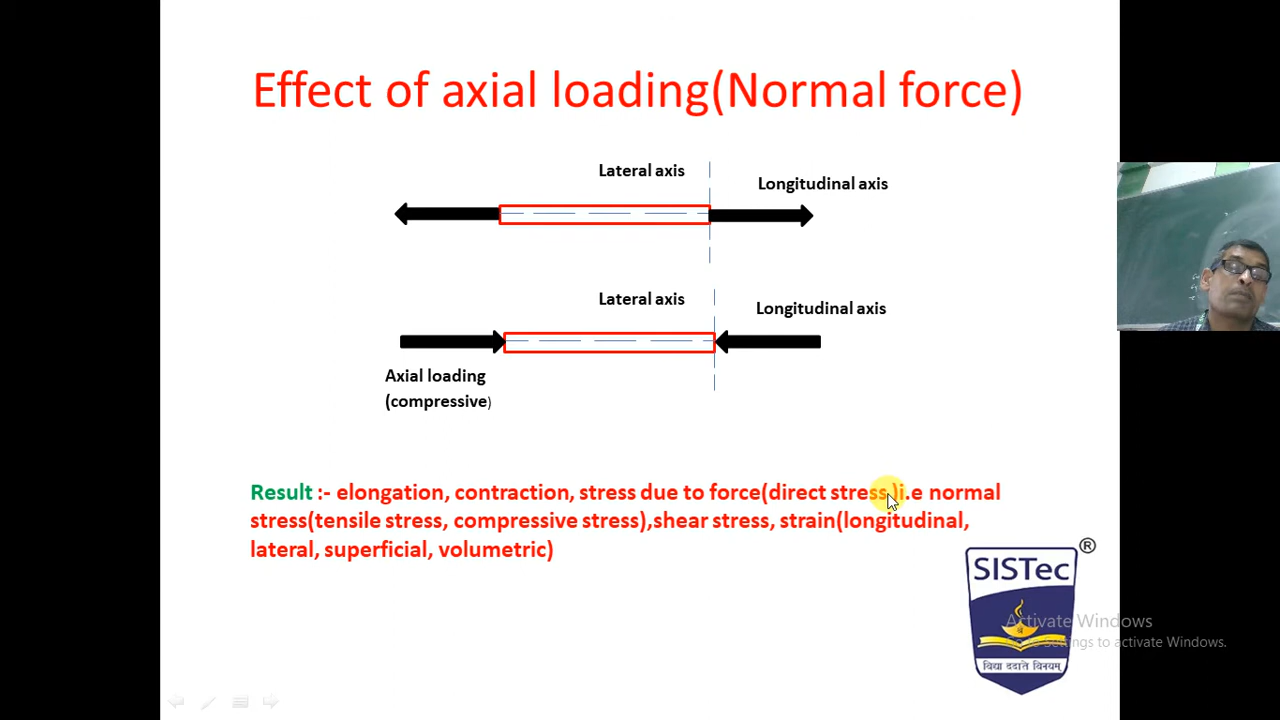 Effect of axial loading(Normal force)
Lateral axis
Longitudinal axis
Lateral axis
Longitudinal axis
Axial loading
(compressive)
Result :- elongation, contraction, stress due to force(direct stress )i.e normal
stress(tensile stress, compressive stress),shear stress, strain(longitudinal,
lateral, superficial, volumetric)
®
SISTec
Activate Windows
settings to activate Windows.
विद्या ददाते विनयम्